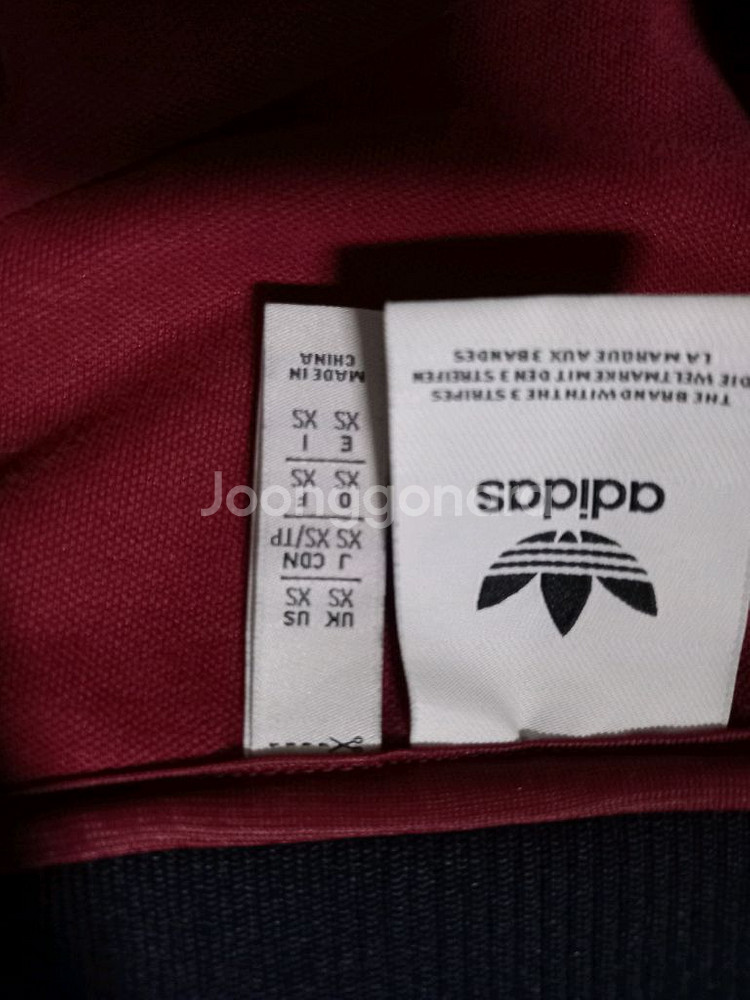 adidas
THE BRAND WITH THE 3 STRIPES
DIE WELTMARKE MIT DEN 3 STREIFEN
LA MARQUE AUX 3 BANDES
UK US
XS XS
J CDN
XS XS/TP
D F
XS XS
E I
XS XS
MADE IN
CHINA